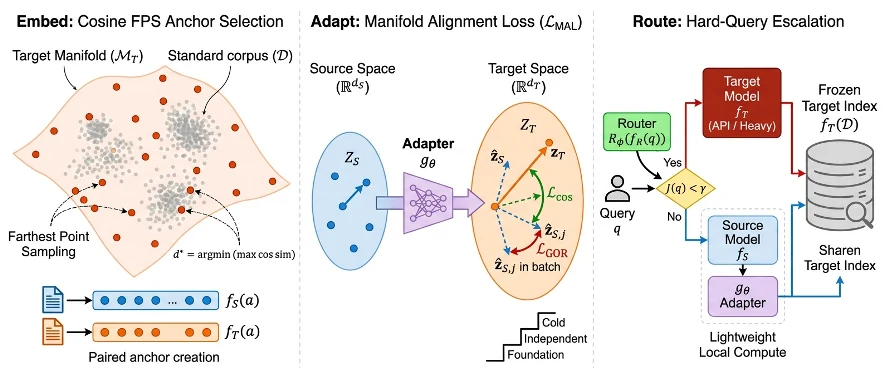 Embed: Cosine FPS Anchor Selection
Target Manifold (ℳ_T)
Standard corpus (𝒟)
Farthest Point
Sampling
d* = argmin (max cos sim)
... f_S(a)
f_T(a)
Paired anchor creation
Adapt: Manifold Alignment Loss (ℒ_MAL)
Source Space
(ℝ^{d_S})
Target Space
(ℝ^{d_T})
Z_S
Adapter
g_θ
Z_T
ẑ_S
z_T
ℒ_cos
ẑ_{S,j}
ℒ_GOR
ẑ_{S,j} in batch
Cold
Independent
Foundation
Route: Hard-Query Escalation
Router
R_ϕ(f_R(q))
Target
Model
f_T
(API / Heavy)
Frozen
Target Index
f_T(𝒟)
Yes
J(q) < γ
Query
q
No
Source
Model
f_S
g_θ
Adapter
Sharen
Target Index
Lightweight
Local Compute